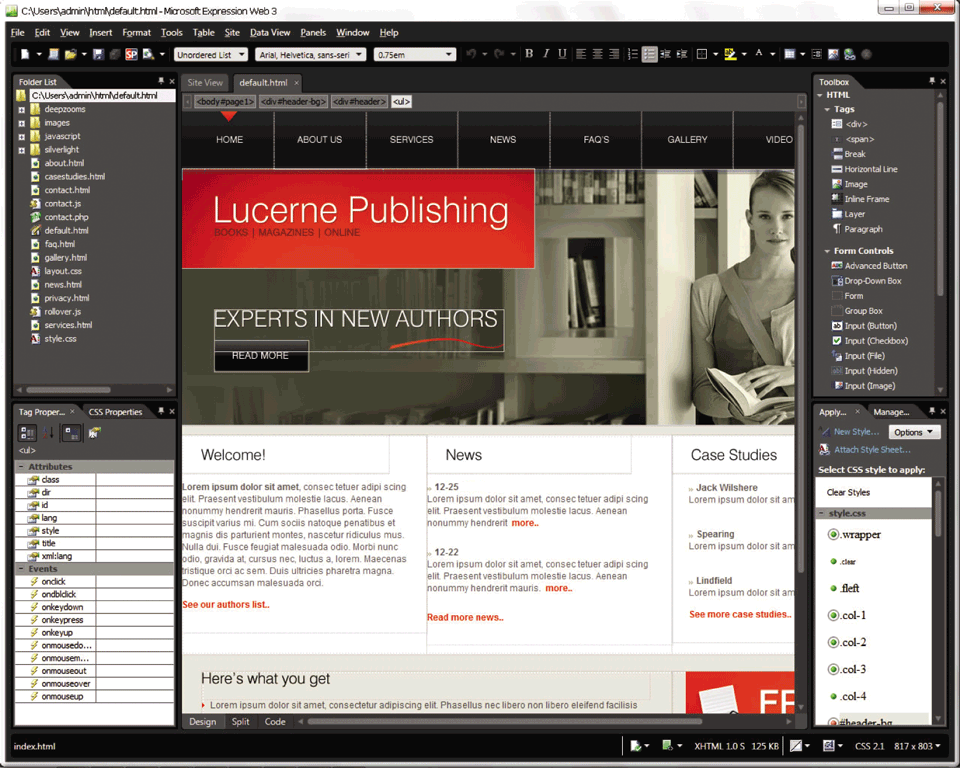 C:\Users\admin\html\default.html - Microsoft Expression Web 3
File Edit View Insert Format Tools Table Site Data View Panels Window Help
Unordered List Arial, Helvetica, sans-seri 0.75em B I U A
Folder List
C:\Users\admin\html\default.html
deepzooms
images
javascript
silverlight
about.html
casestudies.html
contact.html
contact.js
contact.php
default.html
faq.html
gallery.html
layout.css
news.html
privacy.html
rollover.js
services.html
style.css
Tag Proper... CSS Properties
<ul>
Attributes
class
dir
id
lang
style
title
xml:lang
Events
onclick
ondblclick
onkeydown
onkeypress
onkeyup
onmousedo...
onmousem...
onmouseout
onmouseover
onmouseup
Site View default.html
<body#page1> <div#header-bg> <div#header> <ul>
HOME ABOUT US SERVICES NEWS FAQ'S GALLERY VIDEO
Lucerne Publishing
BOOKS | MAGAZINES | ONLINE
EXPERTS IN NEW AUTHORS
READ MORE
Welcome!
Lorem ipsum dolor sit amet, consec tetuer adipi scing
elit. Praesent vestibulum molestie lacus. Aenean
nonummy hendrerit mauris. Phasellus porta. Fusce
suscipit varius mi. Cum sociis natoque penatibus et
magnis dis parturient montes, nascetur ridiculus mus.
Nulla dui. Fusce feugiat malesuada odio. Morbi nunc
odio, gravida at, cursus nec, luctus a, lorem. Maecenas
tristique orci ac sem. Duis ultricies pharetra magna.
Donec accumsan malesuada orci.
See our authors list..
News
12-25
Lorem ipsum dolor sit amet, consec tetuer adipi scing
elit. Praesent vestibulum molestie lacus. Aenean
nonummy hendrerit more..
12-22
Lorem ipsum dolor sit amet, consec tetuer adipi scing
elit. Praesent vestibulum molestie lacus. Aenean
nonummy hendrerit mauris. more..
Read more news..
Case Studies
Jack Wilshere
Lorem ipsum dolor sit am
Spearing
Lorem ipsum dolor sit am
Lindfield
Lorem ipsum dolor sit am
See more case studies..
Here's what you get
Lorem ipsum dolor sit amet, consectetur adipiscing elit. Phasellus nec libero non libero eleifend facilisis
Design Split Code
Toolbox
HTML
Tags
<div>
<span>
Break
Horizontal Line
Image
Inline Frame
Layer
Paragraph
Form Controls
Advanced Button
Drop-Down Box
Form
Group Box
Input (Button)
Input (Checkbox)
Input (File)
Input (Hidden)
Input (Image)
Apply... Manage...
New Style... Options
Attach Style Sheet...
Select CSS style to apply:
Clear Styles
style.css
.wrapper
.clear
.fleft
.col-1
.col-2
.col-3
.col-4
#header-bg
index.html XHTML 1.0 S 125 KB CSS 2.1 817 x 803